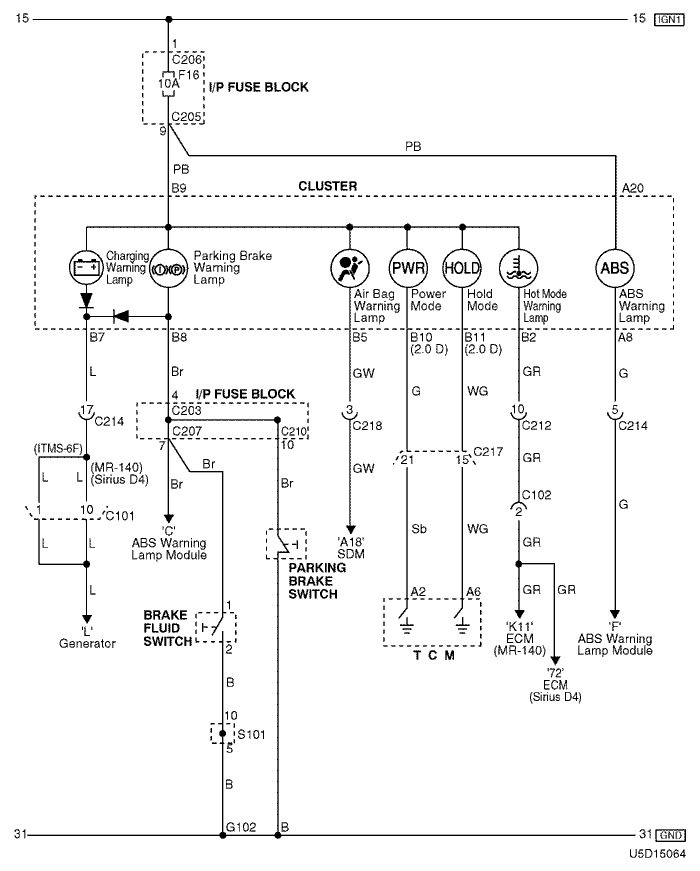 15
15 IGN1
1
C206
F16
10A
I/P FUSE BLOCK
C205
9
PB
PB
B9
CLUSTER
A20
Charging
Warning
Lamp
Parking Brake
Warning
Lamp
PWR
HOLD
ABS
Air Bag
Warning
Lamp
Power
Mode
Hold
Mode
Hot Mode
Warning
Lamp
ABS
Warning
Lamp
B7
B8
B5
B10
(2.0 D)
B11
(2.0 D)
B2
A8
L
Br
GW
G
WG
GR
G
4
I/P FUSE BLOCK
C203
17
C214
C207
C210
7
10
3
C218
10
C212
5
C214
(ITMS-6F)
(MR-140)
(Sirius D4)
Br
C217
21
15
GW
GR
L
L
Br
Br
1
10
C101
C102
2
G
L
L
'C'
ABS Warning
Lamp Module
Sb
WG
'A18'
SDM
GR
PARKING
BRAKE
SWITCH
L
GR
GR
A2
A6
BRAKE
FLUID
SWITCH
1
2
'L'
Generator
T C M
'K11'
ECM
(MR-140)
'F'
ABS Warning
Lamp Module
'72'
ECM
(Sirius D4)
B
10
S101
5
B
31
G102
B
31 GND
U5D15064